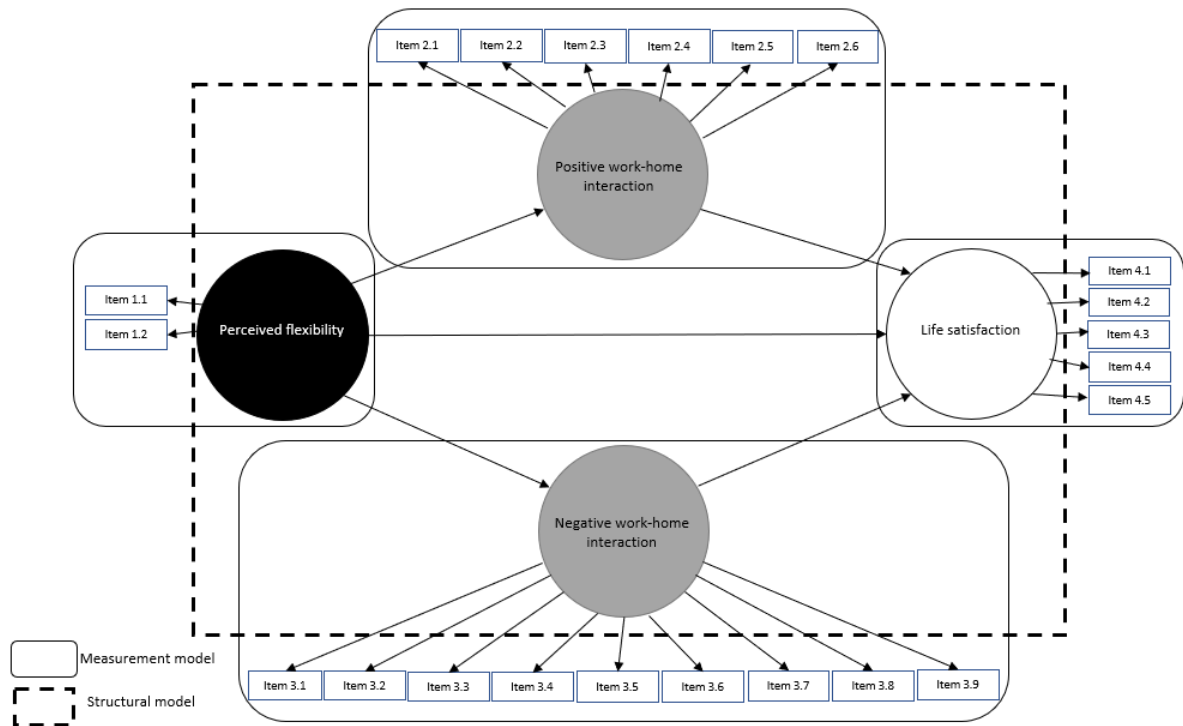 Item 2.1
Item 2.2
Item 2.3
Item 2.4
Item 2.5
Item 2.6
Positive work-home
interaction
Item 1.1
Item 1.2
Perceived flexibility
Life satisfaction
Item 4.1
Item 4.2
Item 4.3
Item 4.4
Item 4.5
Negative work-home
interaction
Item 3.1
Item 3.2
Item 3.3
Item 3.4
Item 3.5
Item 3.6
Item 3.7
Item 3.8
Item 3.9
Measurement model
Structural model